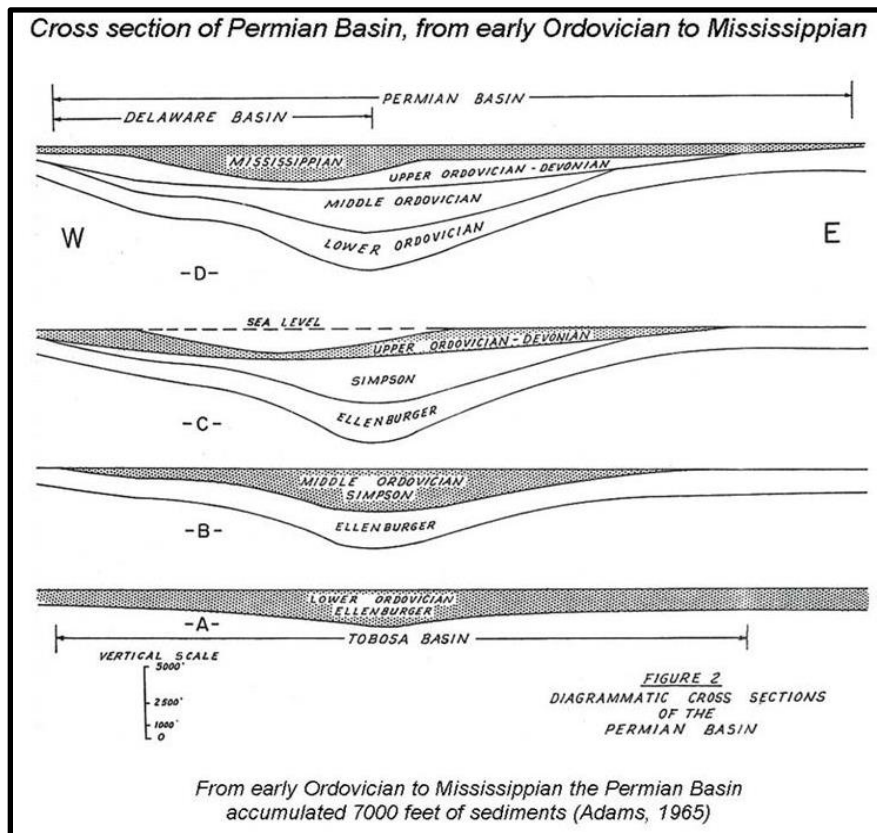 Cross section of Permian Basin, from early Ordovician to Mississippian
PERMIAN BASIN
DELAWARE BASIN
MISSISSIPPIAN
UPPER ORDOVICIAN-DEVONIAN
MIDDLE ORDOVICIAN
LOWER ORDOVICIAN
W
E
-D-
SEA LEVEL
UPPER ORDOVICIAN-DEVONIAN
SIMPSON
ELLENBURGER
-C-
MIDDLE ORDOVICIAN
SIMPSON
ELLENBURGER
-B-
LOWER ORDOVICIAN
ELLENBURGER
-A-
TOBOSA BASIN
VERTICAL SCALE
5000'
2500'
1000'
0
FIGURE 2
DIAGRAMMATIC CROSS SECTIONS
OF THE
PERMIAN BASIN
From early Ordovician to Mississippian the Permian Basin
accumulated 7000 feet of sediments (Adams, 1965)